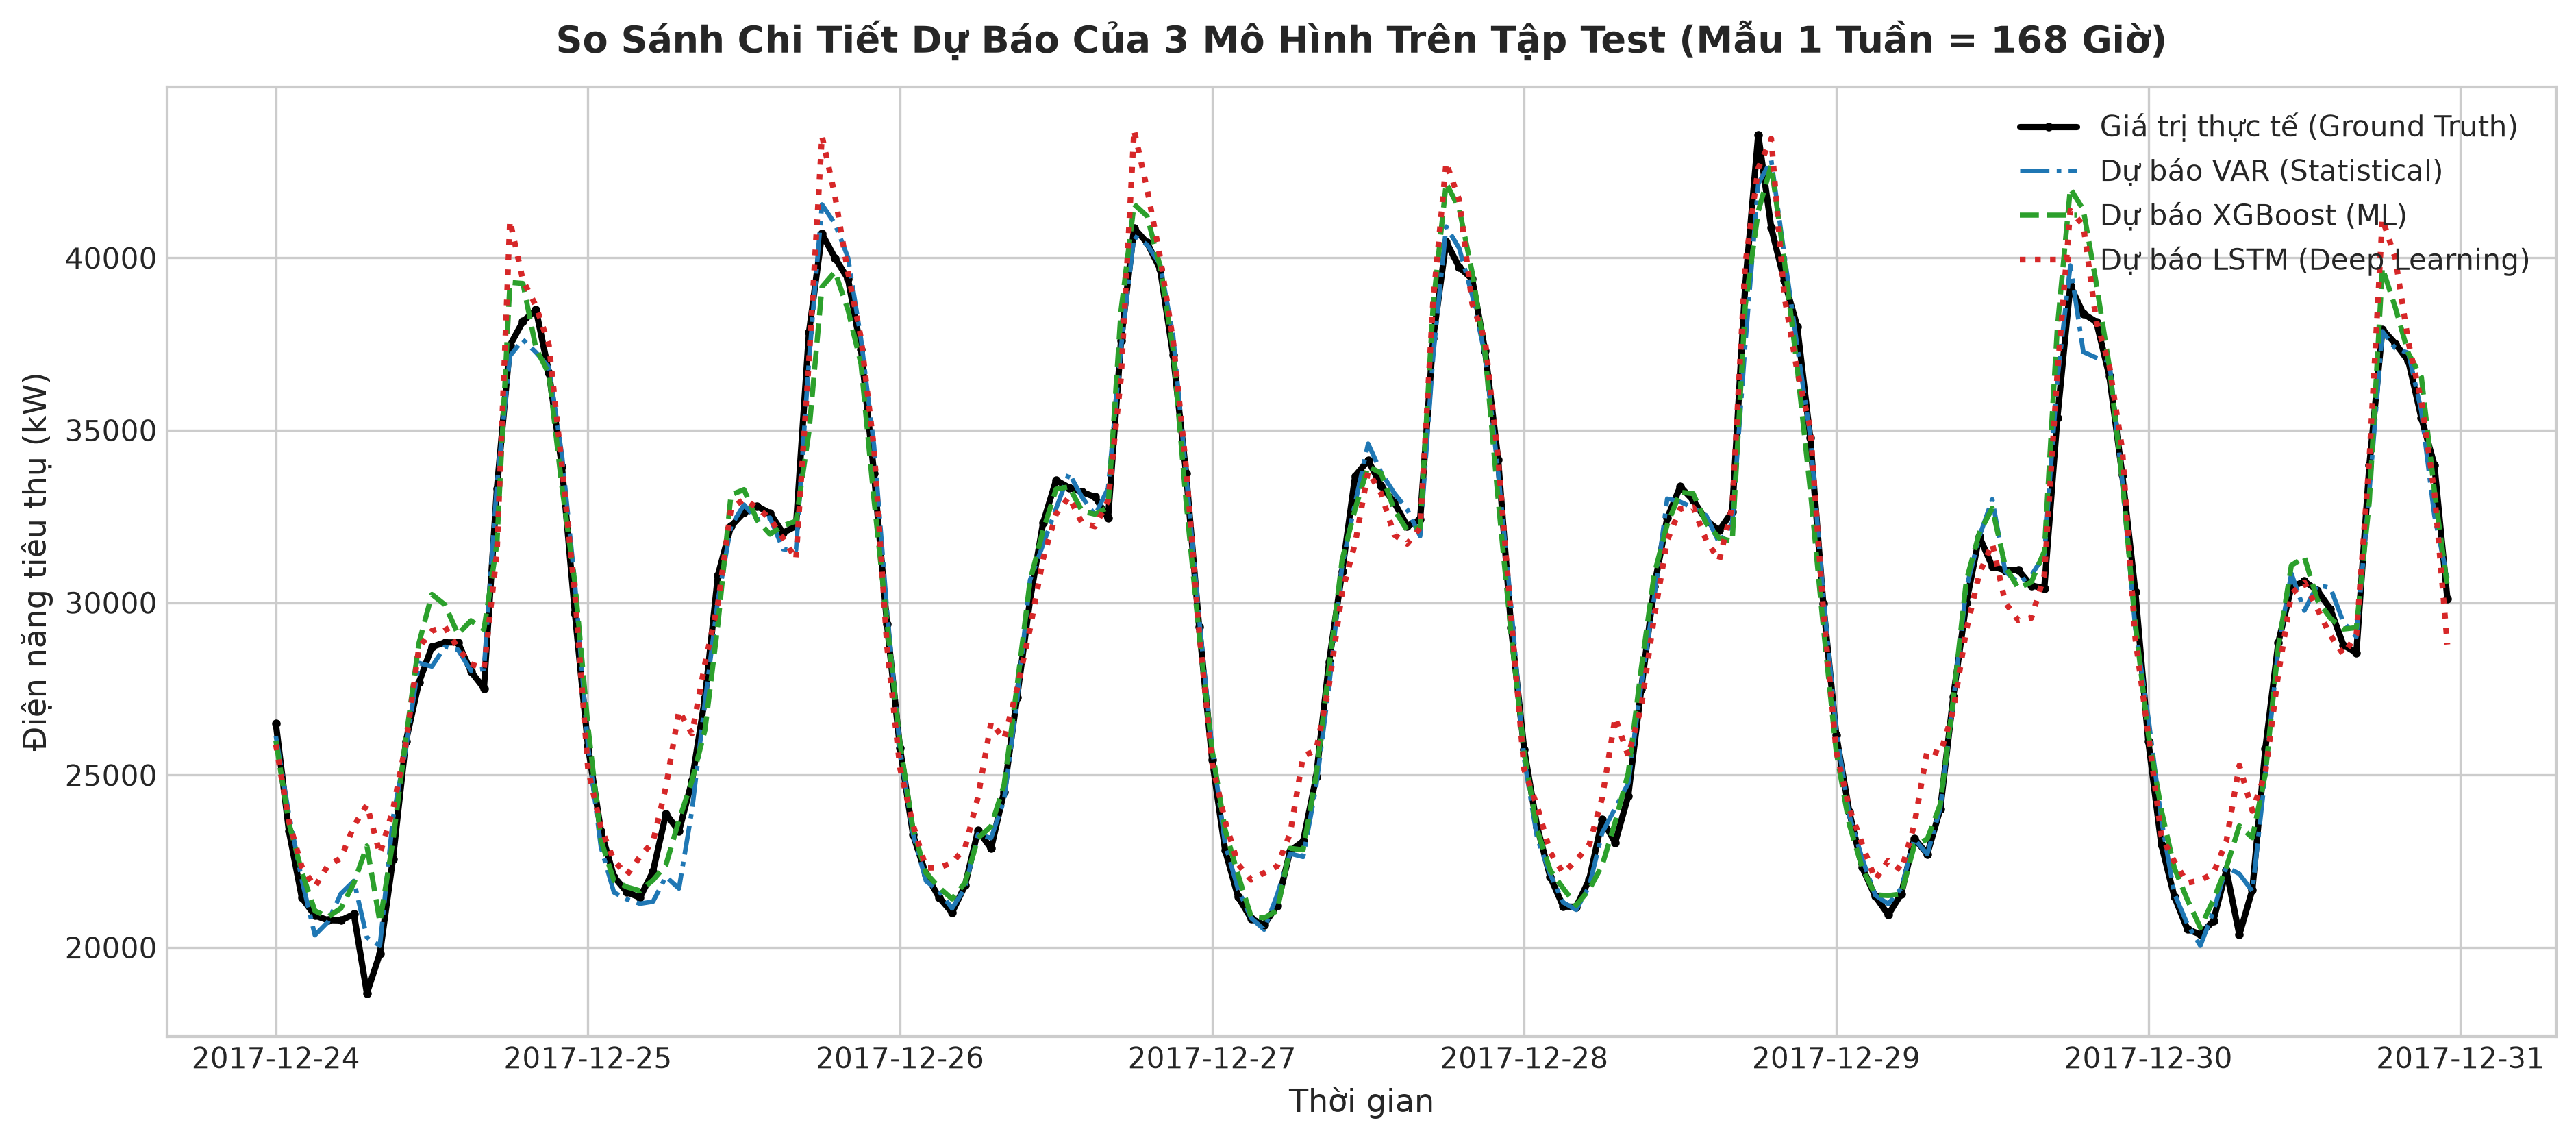 So Sánh Chi Tiết Dự Báo Của 3 Mô Hình Trên Tập Test (Mẫu 1 Tuần = 168 Giờ)
Giá trị thực tế (Ground Truth)
Dự báo VAR (Statistical)
Dự báo XGBoost (ML)
Dự báo LSTM (Deep Learning)
Điện năng tiêu thụ (kW)
40000
35000
30000
25000
20000
2017-12-24
2017-12-25
2017-12-26
2017-12-27
2017-12-28
2017-12-29
2017-12-30
2017-12-31
Thời gian